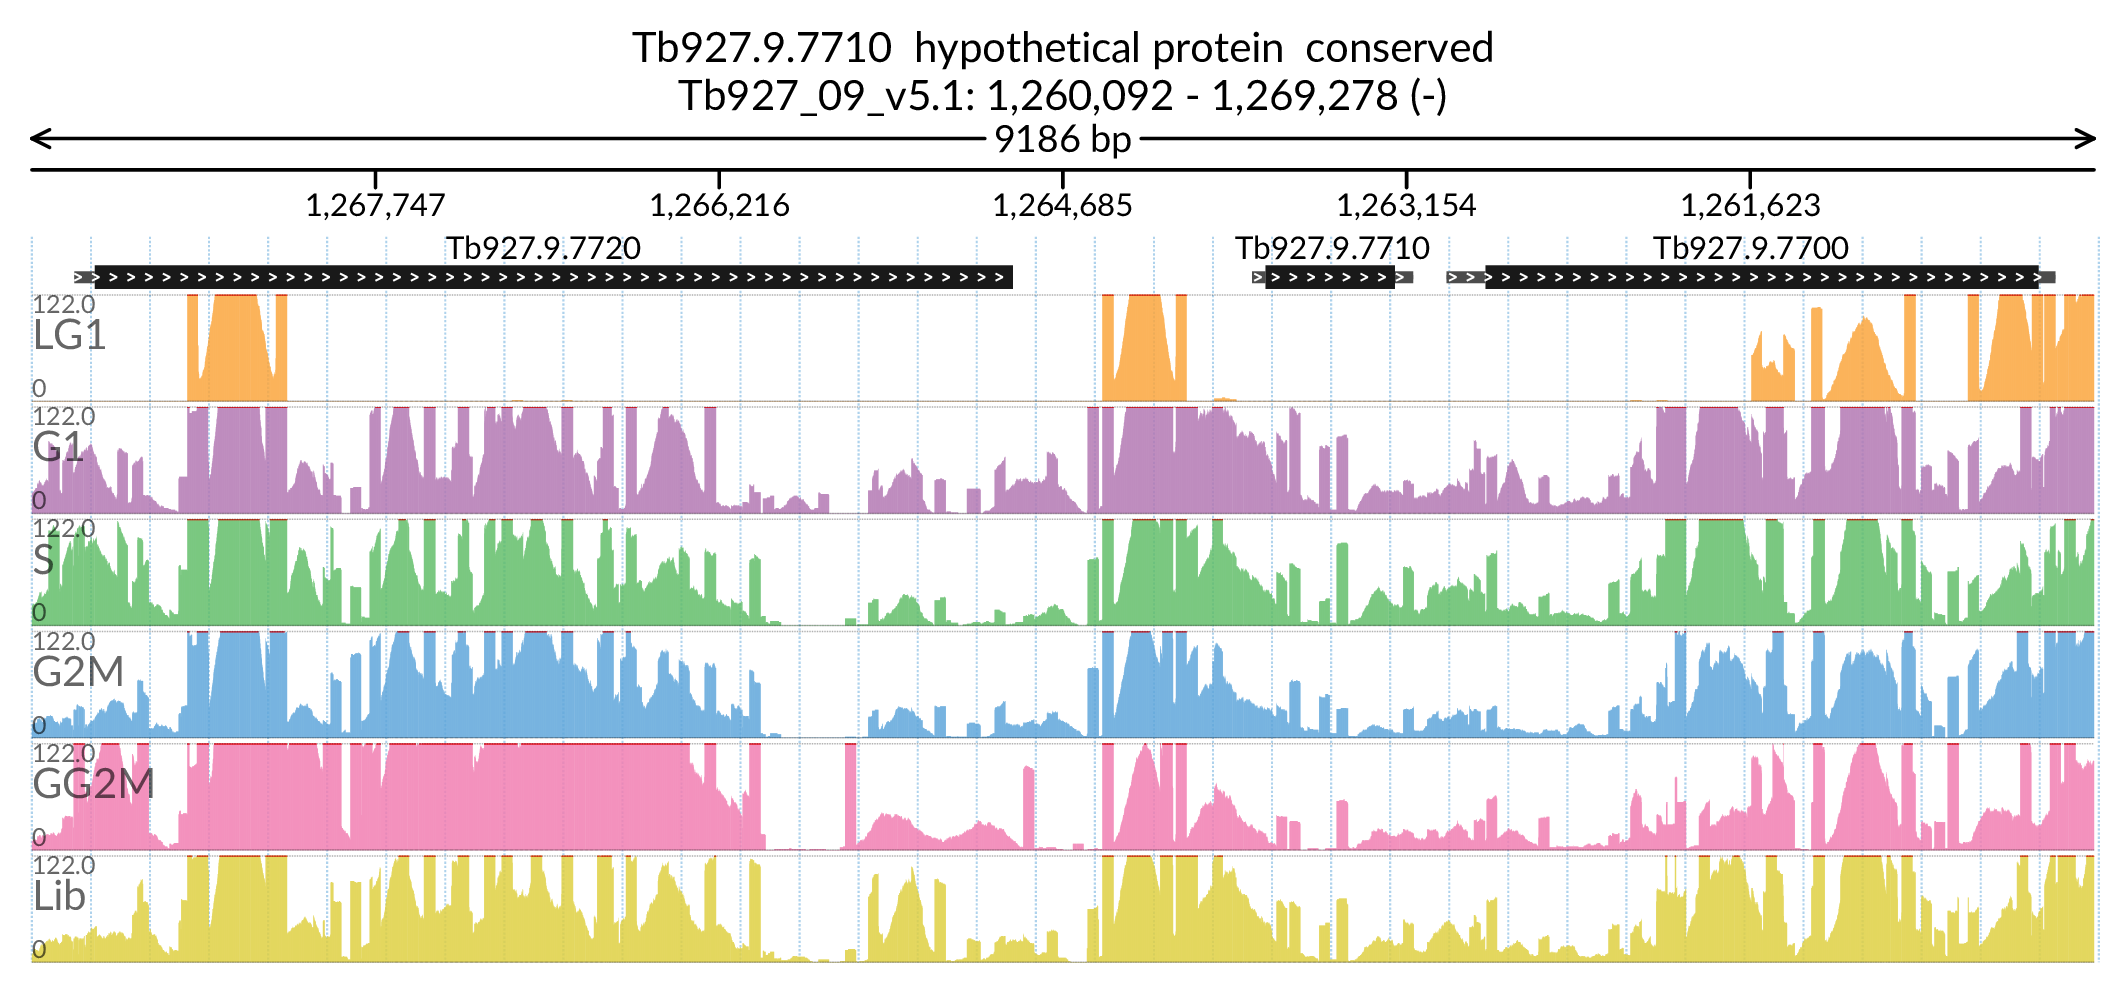 Tb927.9.7710 hypothetical protein conserved
Tb927_09_v5.1: 1,260,092 - 1,269,278 (-)
9186 bp
1,267,747 1,266,216 1,264,685 1,263,154 1,261,623
Tb927.9.7720 Tb927.9.7710 Tb927.9.7700
122.0
LG1
0
122.0
G1
0
122.0
S
0
122.0
G2M
0
122.0
GG2M
0
122.0
Lib
0